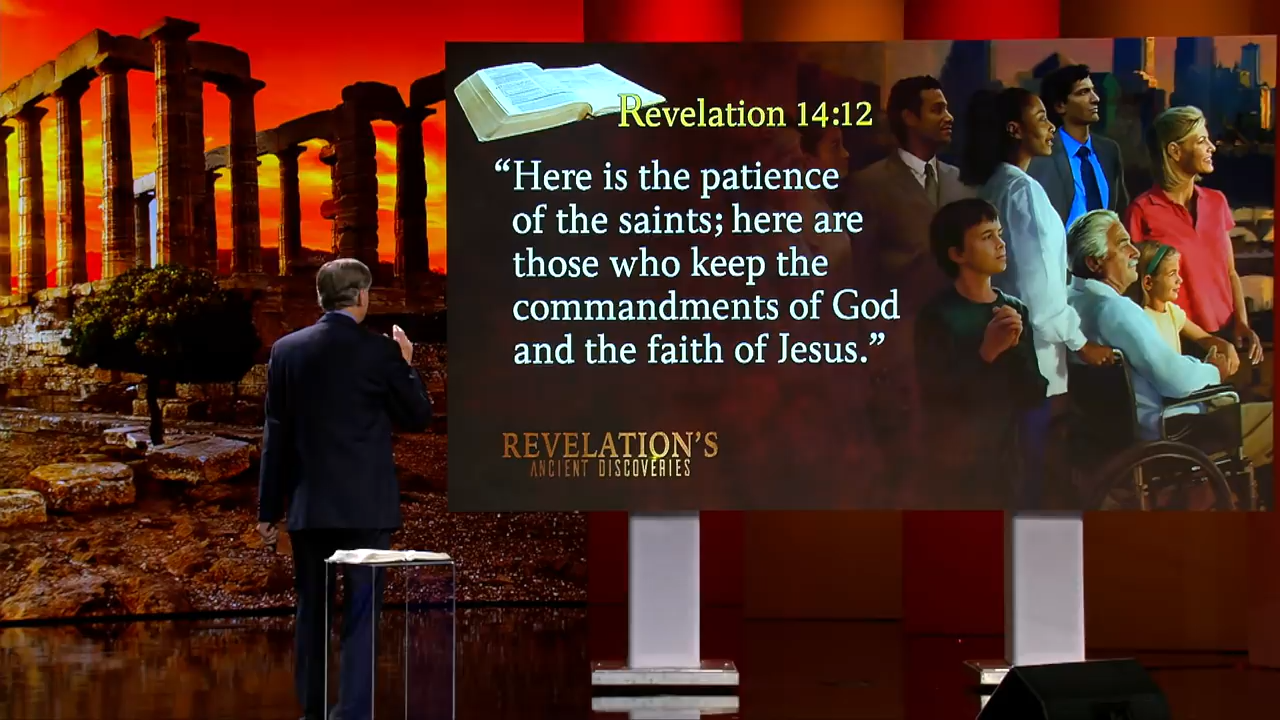 Revelation 14:12
“Here is the patience
of the saints; here are
those who keep the
commandments of God
and the faith of Jesus.”
REVELATION’S
ANCIENT DISCOVERIES